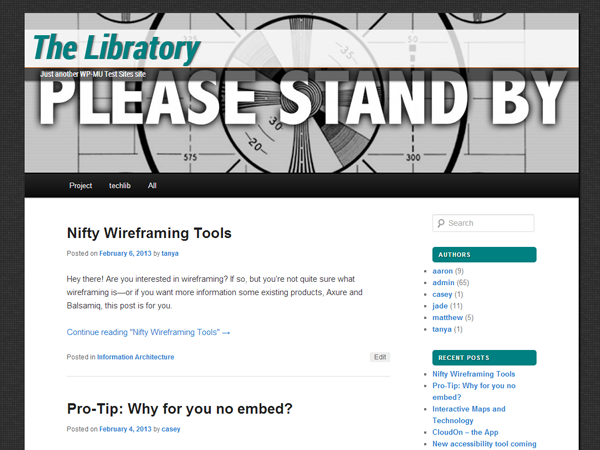 The Libratory
Just another WP-MU Test Sites site
50
25
PLEASE STAND BY
20
575
300
Project techlib All
Nifty Wireframing Tools
Posted on February 6, 2013 by tanya
Hey there! Are you interested in wireframing? If so, but you're not quite sure what
wireframing is—or if you want more information some existing products, Axure and
Balsamiq, this post is for you.
Continue reading "Nifty Wireframing Tools" →
Posted in Information Architecture
Edit
Pro-Tip: Why for you no embed?
Posted on February 4, 2013 by casey
Search
AUTHORS
aaron (9)
admin (65)
casey (1)
jade (11)
matthew (5)
tanya (1)
RECENT POSTS
Nifty Wireframing Tools
Pro-Tip: Why for you no
embed?
Interactive Maps and
Technology
CloudOn – the App
New accessibility tool coming